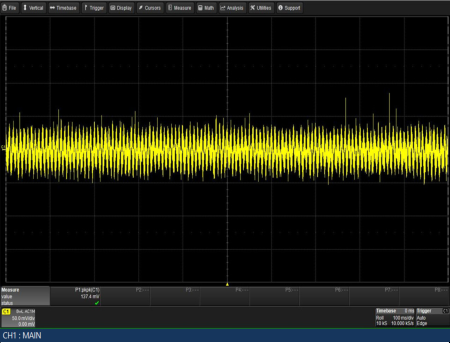 File Vertical Timebase Trigger Display Cursors Measure Math Analysis Utilities Support
Measure P1:pkpk(C1) P2:--- P3:--- P4:--- P5:--- P6:--- P7:--- P8:---
value 137.4 mV
status
C1
50.0 mV/div
0.00 mV
Timebase 0 ms Trigger
Roll 100 ms/div Auto
10 kS 10.000 kS/s Edge
CH1 : MAIN